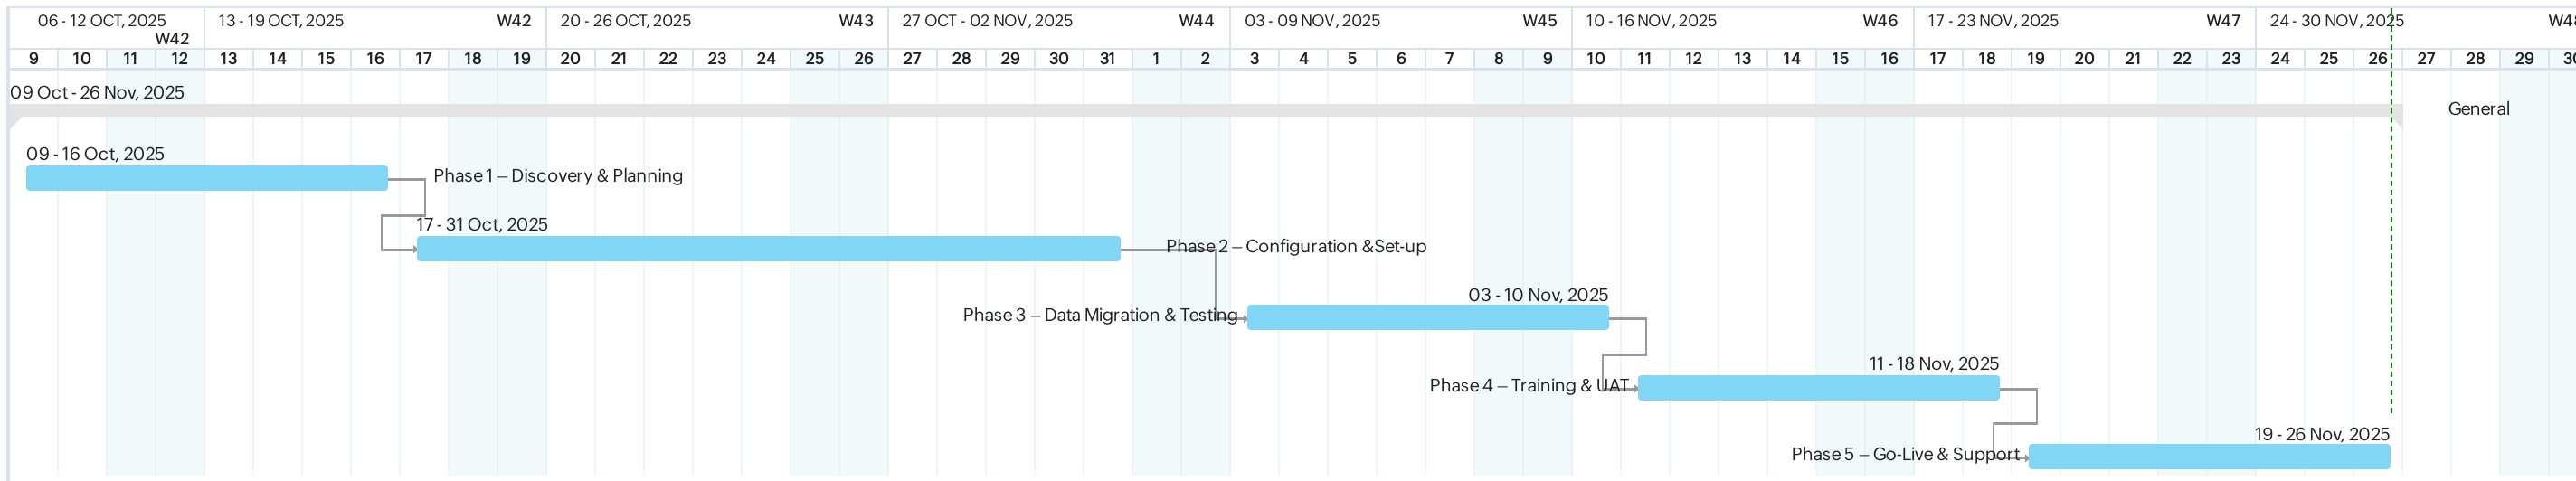 06 - 12 OCT, 2025 W42 13 - 19 OCT, 2025 W42 20 - 26 OCT, 2025 W43 27 OCT - 02 NOV, 2025 W44 03 - 09 NOV, 2025 W45 10 - 16 NOV, 2025 W46 17 - 23 NOV, 2025 W47 24 - 30 NOV, 2025
9 10 11 12 13 14 15 16 17 18 19 20 21 22 23 24 25 26 27 28 29 30 31 1 2 3 4 5 6 7 8 9 10 11 12 13 14 15 16 17 18 19 20 21 22 23 24 25 26 27 28 29
09 Oct - 26 Nov, 2025
General
09 - 16 Oct, 2025
Phase 1 – Discovery & Planning
17 - 31 Oct, 2025
Phase 2 – Configuration &Set-up
03 - 10 Nov, 2025
Phase 3 – Data Migration & Testing
11 - 18 Nov, 2025
Phase 4 – Training & UAT
19 - 26 Nov, 2025
Phase 5 – Go-Live & Support